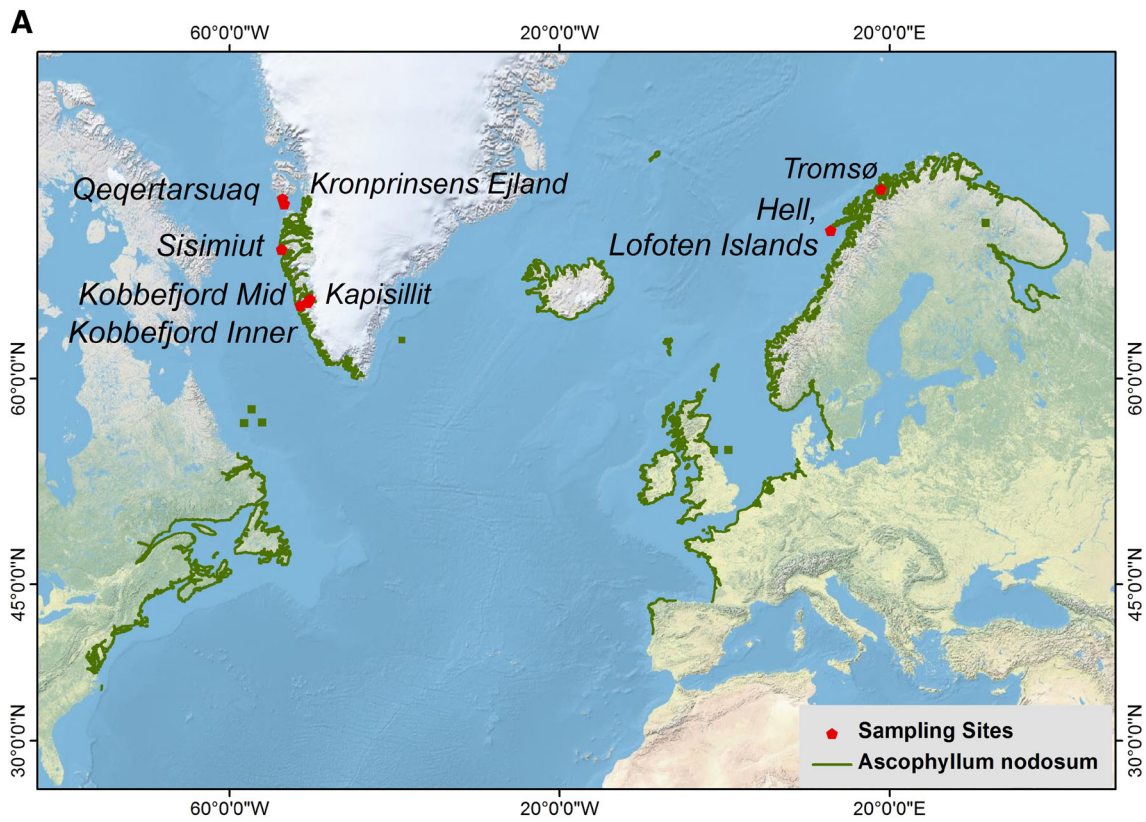 A
60°0'0"W
20°0'0"W
20°0'0"E
Qeqertarsuaq
Kronprinsens Ejland
Tromsø
Hell,
Lofoten Islands
Sisimiut
Kobbefjord Mid
Kapisillit
Kobbefjord Inner
60°0'0"N
60°0'0"N
45°0'0"N
45°0'0"N
30°0'0"N
30°0'0"N
Sampling Sites
Ascophyllum nodosum
60°0'0"W
20°0'0"W
20°0'0"E